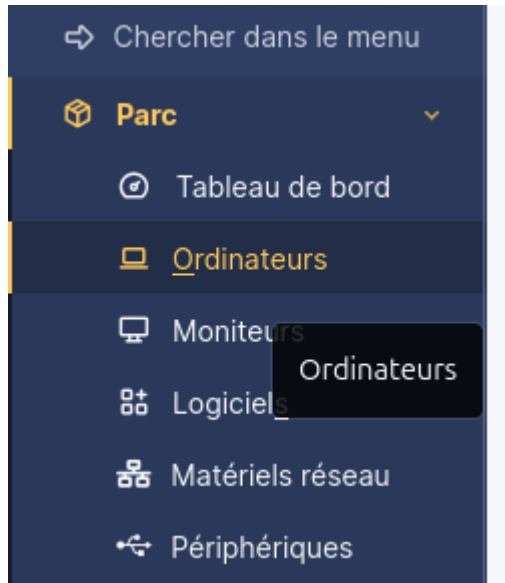 Chercher dans le menu
Parc
Tableau de bord
Ordinateurs
Moniteurs
Ordinateurs
Logiciels
Matériels réseau
Périphériques